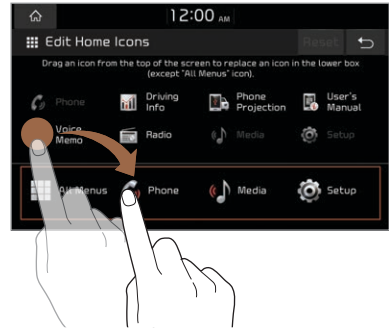 12:00 AM
Edit Home Icons
Reset
Drag an icon from the top of the screen to replace an icon in the lower box
(except "All Menus" icon).
Phone
Driving
Info
Phone
Projection
User's
Manual
Voice
Memo
Radio
Media
Setup
All Menus
Phone
Media
Setup